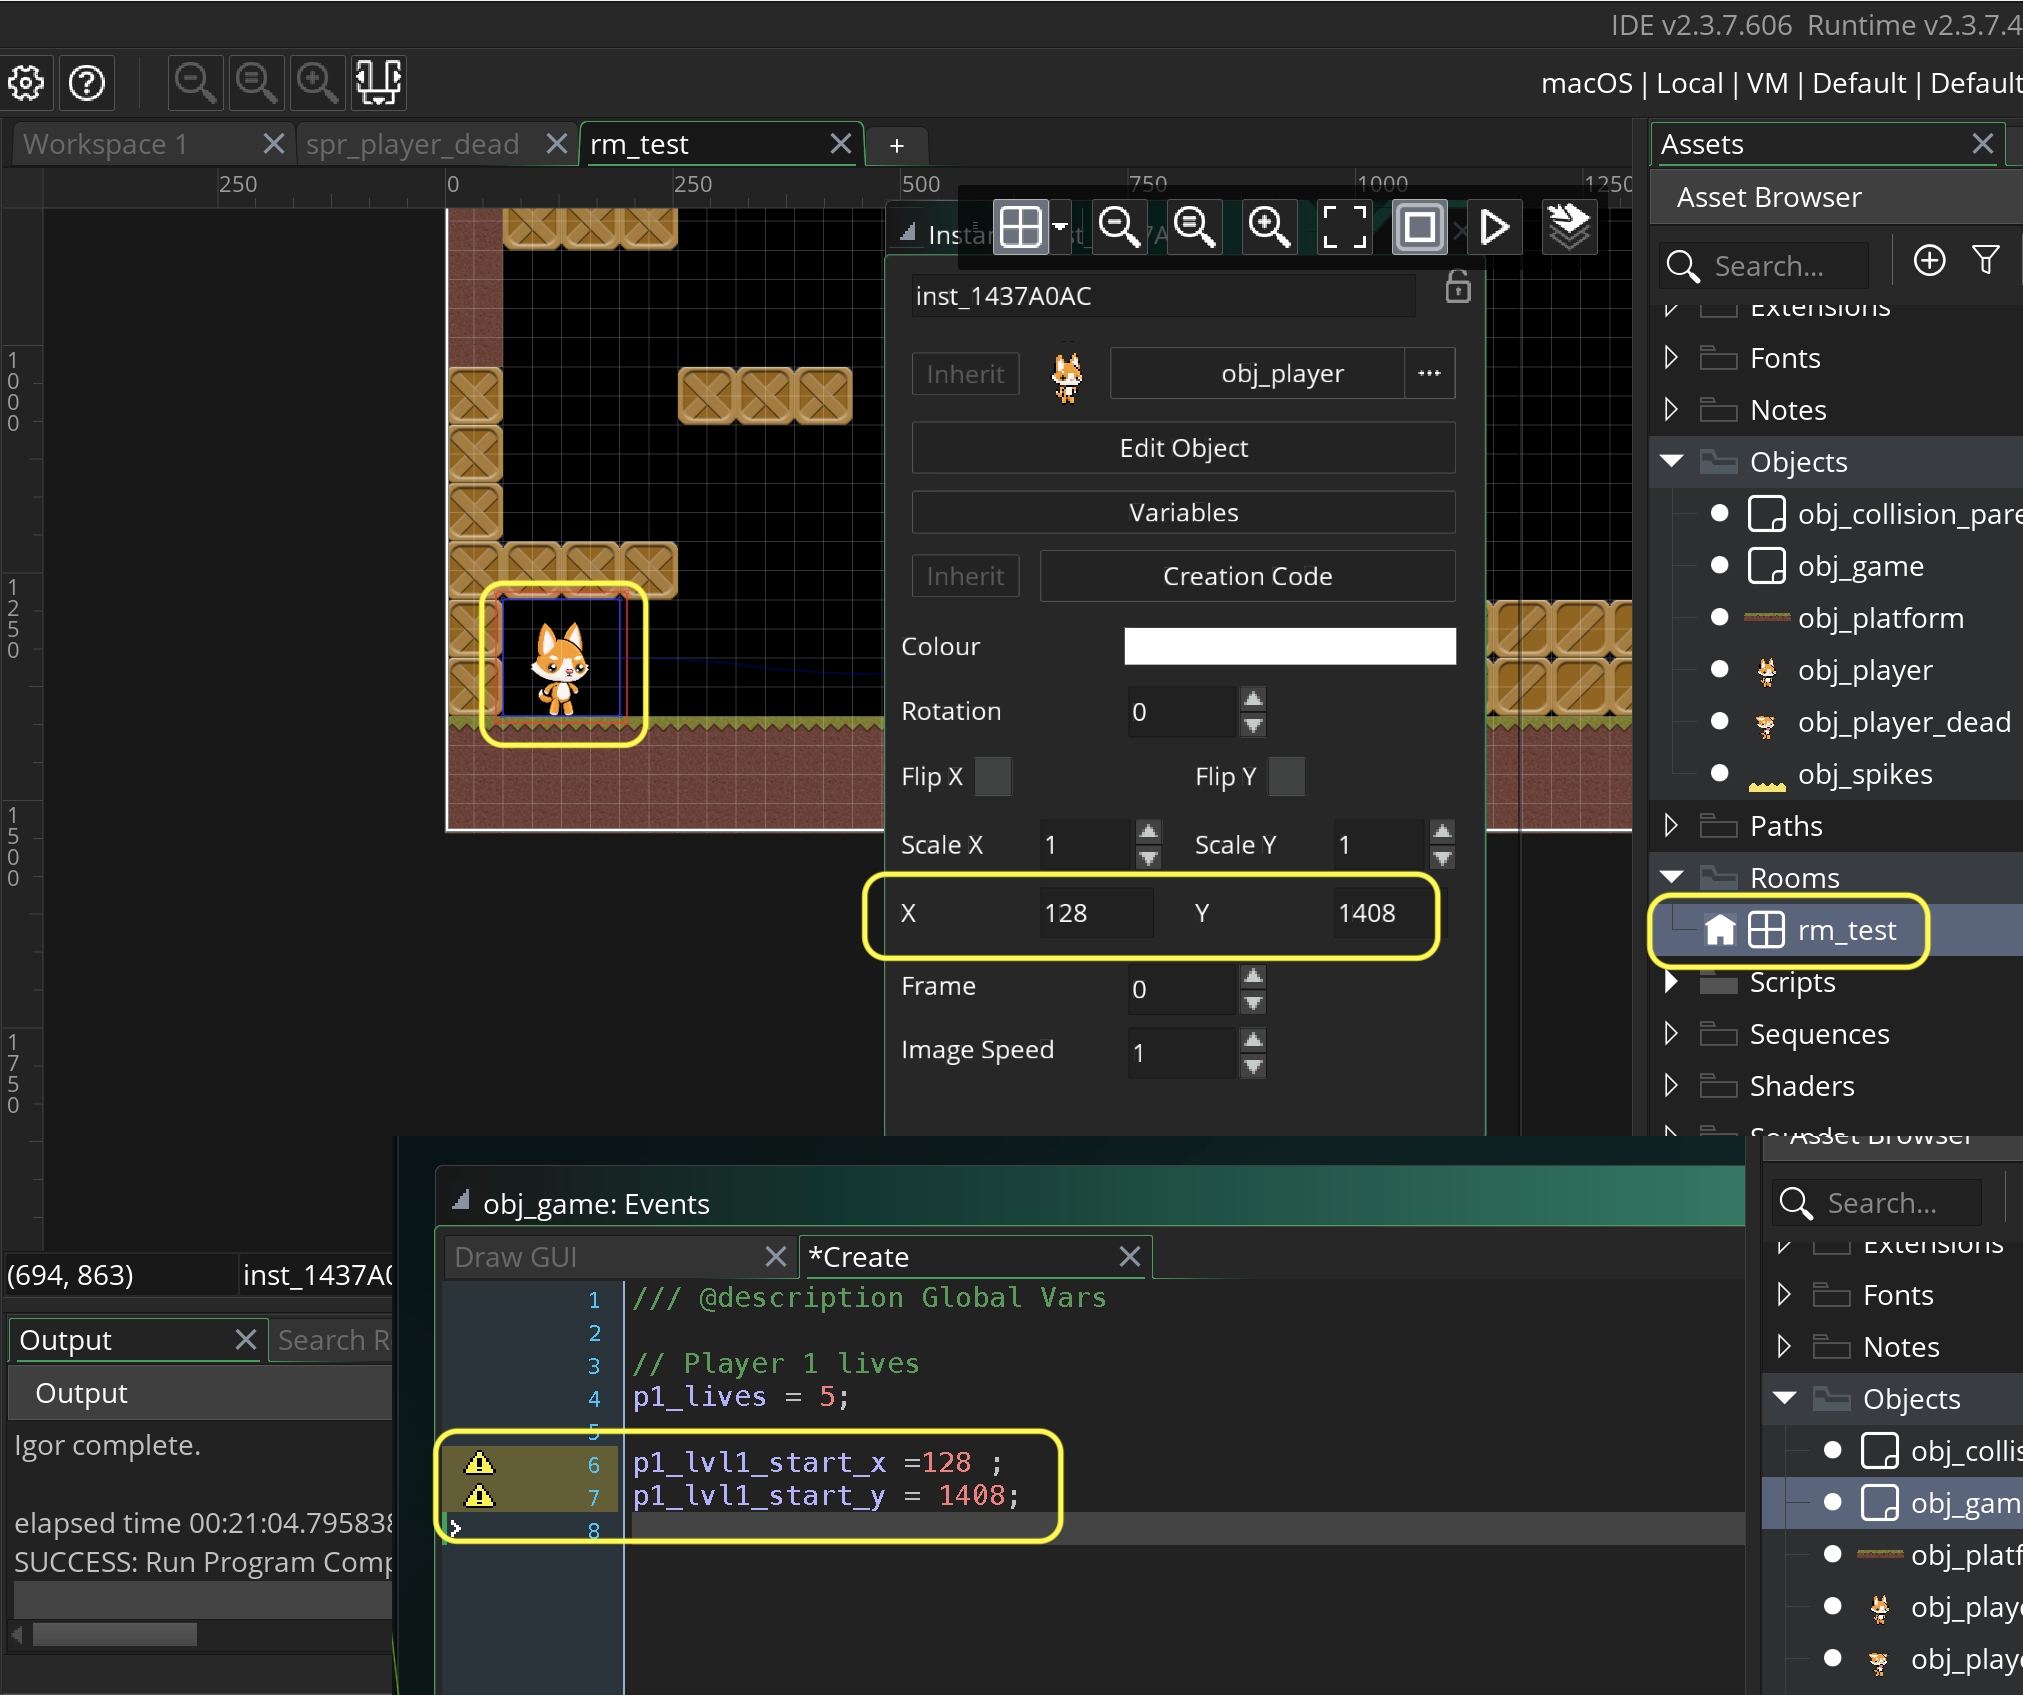 IDE v2.3.7.606 Runtime v2.3.7.4
macOS | Local | VM | Default | Default
Workspace 1
spr_player_dead
rm_test
+
Assets
250
0
250
500
750
1000
1250
Asset Browser
Search...
inst_1437A0AC
Inherit
obj_player
...
Edit Object
Variables
Inherit
Creation Code
Colour
Rotation
0
Flip X
Flip Y
Scale X
1
Scale Y
1
X
128
Y
1408
Frame
0
Image Speed
1
1000
1250
1500
1750
Extensions
Fonts
Notes
Objects
obj_collision_pare
obj_game
obj_platform
obj_player
obj_player_dead
obj_spikes
Paths
Rooms
rm_test
Scripts
Sequences
Shaders
Sounds
Asset Browser
Search...
Extensions
Fonts
Notes
Objects
obj_collis
obj_gam
obj_platf
obj_playe
obj_playe
(694, 863)
inst_1437A0
Output
Search R
Output
Igor complete.
elapsed time 00:21:04.795838
SUCCESS: Run Program Comp
obj_game: Events
Draw GUI
*Create
1 /// @description Global Vars
2
3 // Player 1 lives
4 p1_lives = 5;
5
6 p1_lvl1_start_x =128 ;
7 p1_lvl1_start_y = 1408;
8